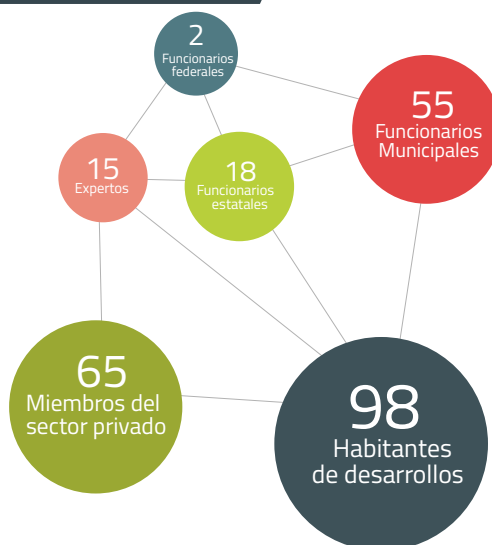 2
Funcionarios
federales
55
Funcionarios
Municipales
15
Expertos
18
Funcionarios
estatales
65
Miembros del
sector privado
98
Habitantes
de desarrollos